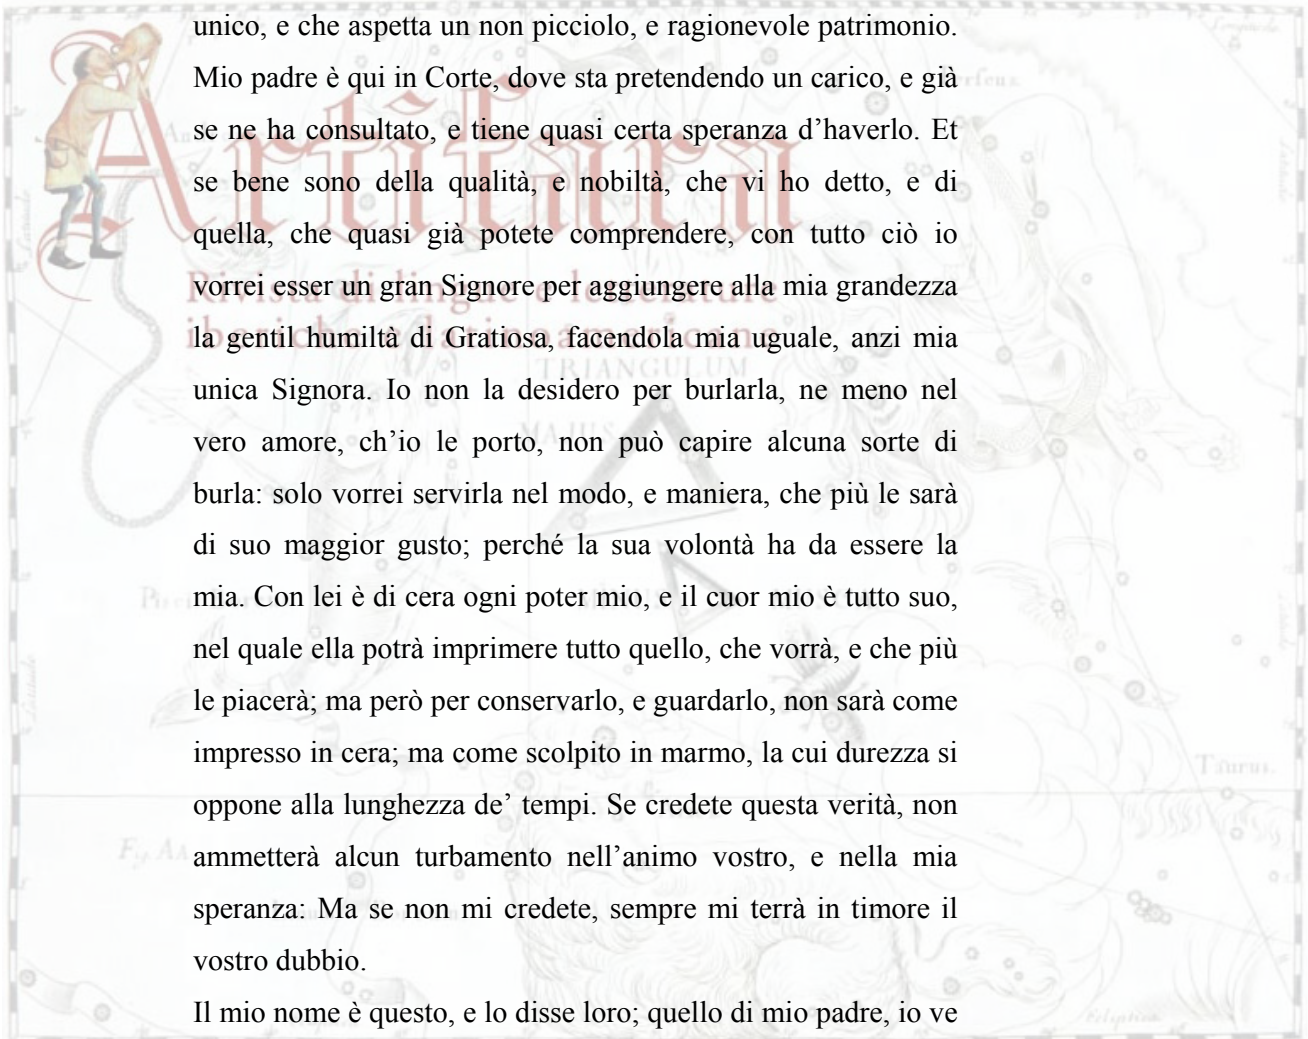 unico, e che aspetta un non picciolo, e ragionevole patrimonio.
Mio padre è qui in Corte, dove sta pretendendo un carico, e già
se ne ha consultato, e tiene quasi certa speranza d’haverlo. Et
se bene sono della qualità, e nobiltà, che vi ho detto, e di
quella, che quasi già potete comprendere, con tutto ciò io
vorrei esser un gran Signore per aggiungere alla mia grandezza
la gentil humiltà di Gratiosa, facendola mia uguale, anzi mia
unica Signora. Io non la desidero per burlarla, ne meno nel
vero amore, ch’io le porto, non può capire alcuna sorte di
burla: solo vorrei servirla nel modo, e maniera, che più le sarà
di suo maggior gusto; perché la sua volontà ha da essere la
mia. Con lei è di cera ogni poter mio, e il cuor mio è tutto suo,
nel quale ella potrà imprimere tutto quello, che vorrà, e che più
le piacerà; ma però per conservarlo, e guardarlo, non sarà come
impresso in cera; ma come scolpito in marmo, la cui durezza si
oppone alla lunghezza de’ tempi. Se credete questa verità, non
ammetterà alcun turbamento nell’animo vostro, e nella mia
speranza: Ma se non mi credete, sempre mi terrà in timore il
vostro dubbio.
Il mio nome è questo, e lo disse loro; quello di mio padre, io ve
Artifara
Rivista di lingue e letterature
iberiche e latinoamericane
TRIANGULUM
MAJUS
Taurus.